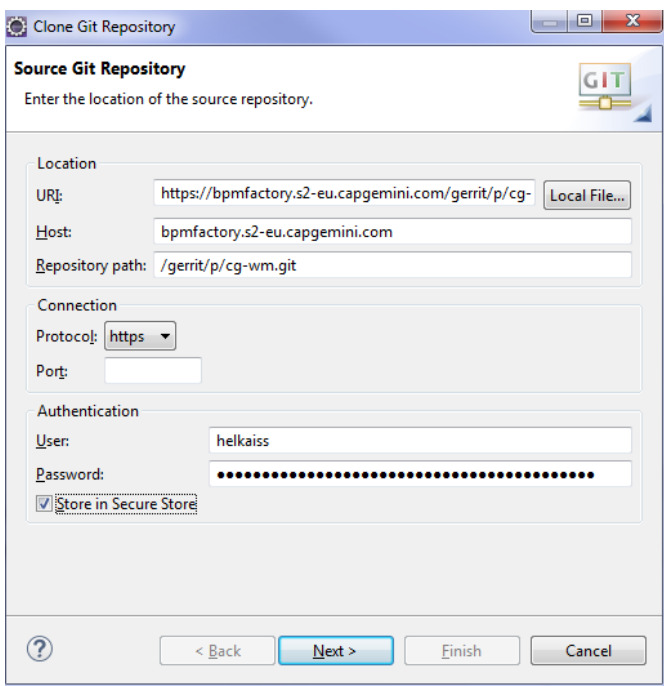 Clone Git Repository
Source Git Repository
Enter the location of the source repository.
GIT
Location
URI: https://bpmfactory.s2-eu.capgemini.com/gerrit/p/cg- Local File...
Host: bpmfactory.s2-eu.capgemini.com
Repository path: /gerrit/p/cg-wm.git
Connection
Protocol: https
Port:
Authentication
User: helkaiss
Password: ●●●●●●●●●●●●●●●●●●●●●●●●●●●●●●●●●●●●●●●●●●
Store in Secure Store
? < Back Next > Finish Cancel